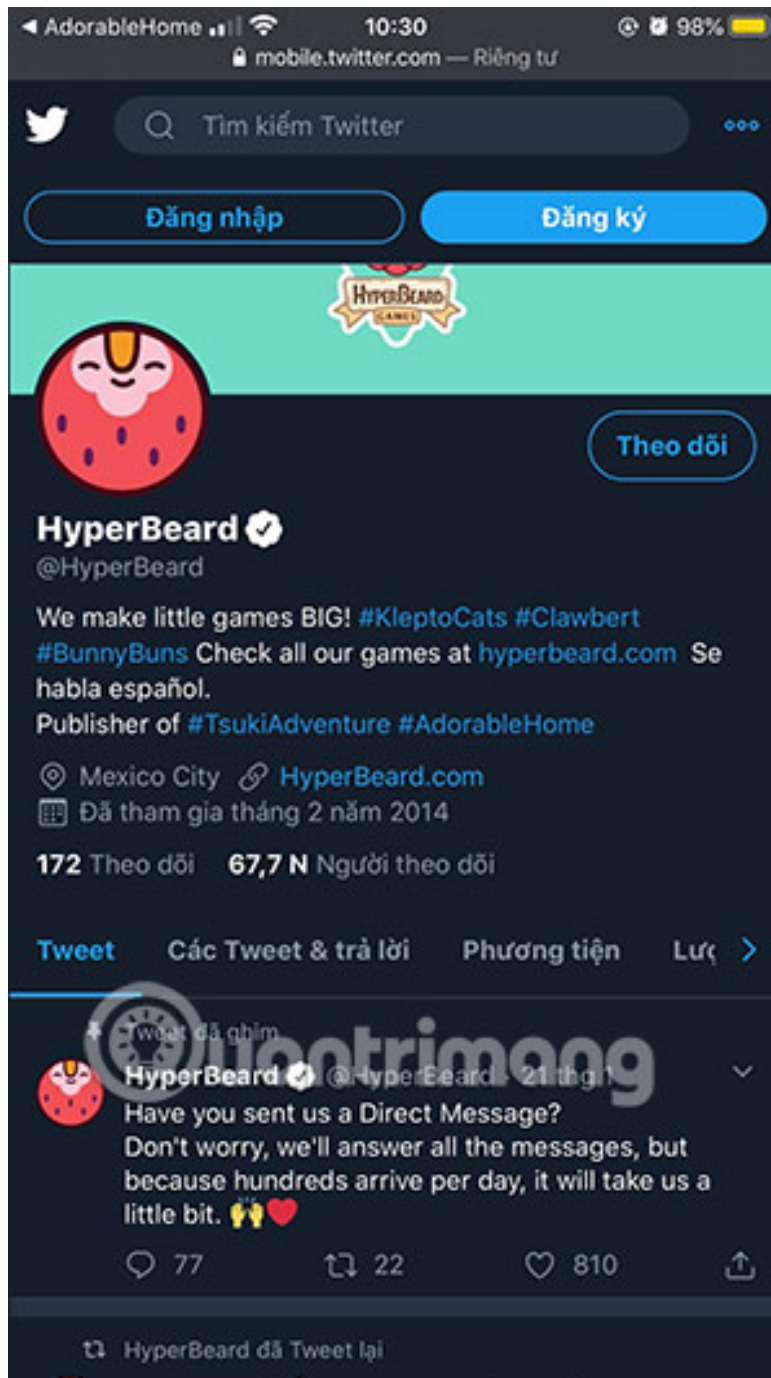 AdorableHome 10:30 98%
mobile.twitter.com — Riêng tư
Tìm kiếm Twitter
Đăng nhập Đăng ký
HYPERBEARD
GAMES
Theo dõi
HyperBeard
@HyperBeard
We make little games BIG! #KleptoCats #Clawbert
#BunnyBuns Check all our games at hyperbeard.com Se
habla español.
Publisher of #TsukiAdventure #AdorableHome
Mexico City HyperBeard.com
Đã tham gia tháng 2 năm 2014
172 Theo dõi 67,7 N Người theo dõi
Tweet Các Tweet & trả lời Phương tiện Lượ
Tweet đã ghim
Quantrimang
HyperBeard @HyperBeard · 21 thg 1
Have you sent us a Direct Message?
Don't worry, we'll answer all the messages, but
because hundreds arrive per day, it will take us a
little bit. 🙌❤️
77 22 810
HyperBeard đã Tweet lại